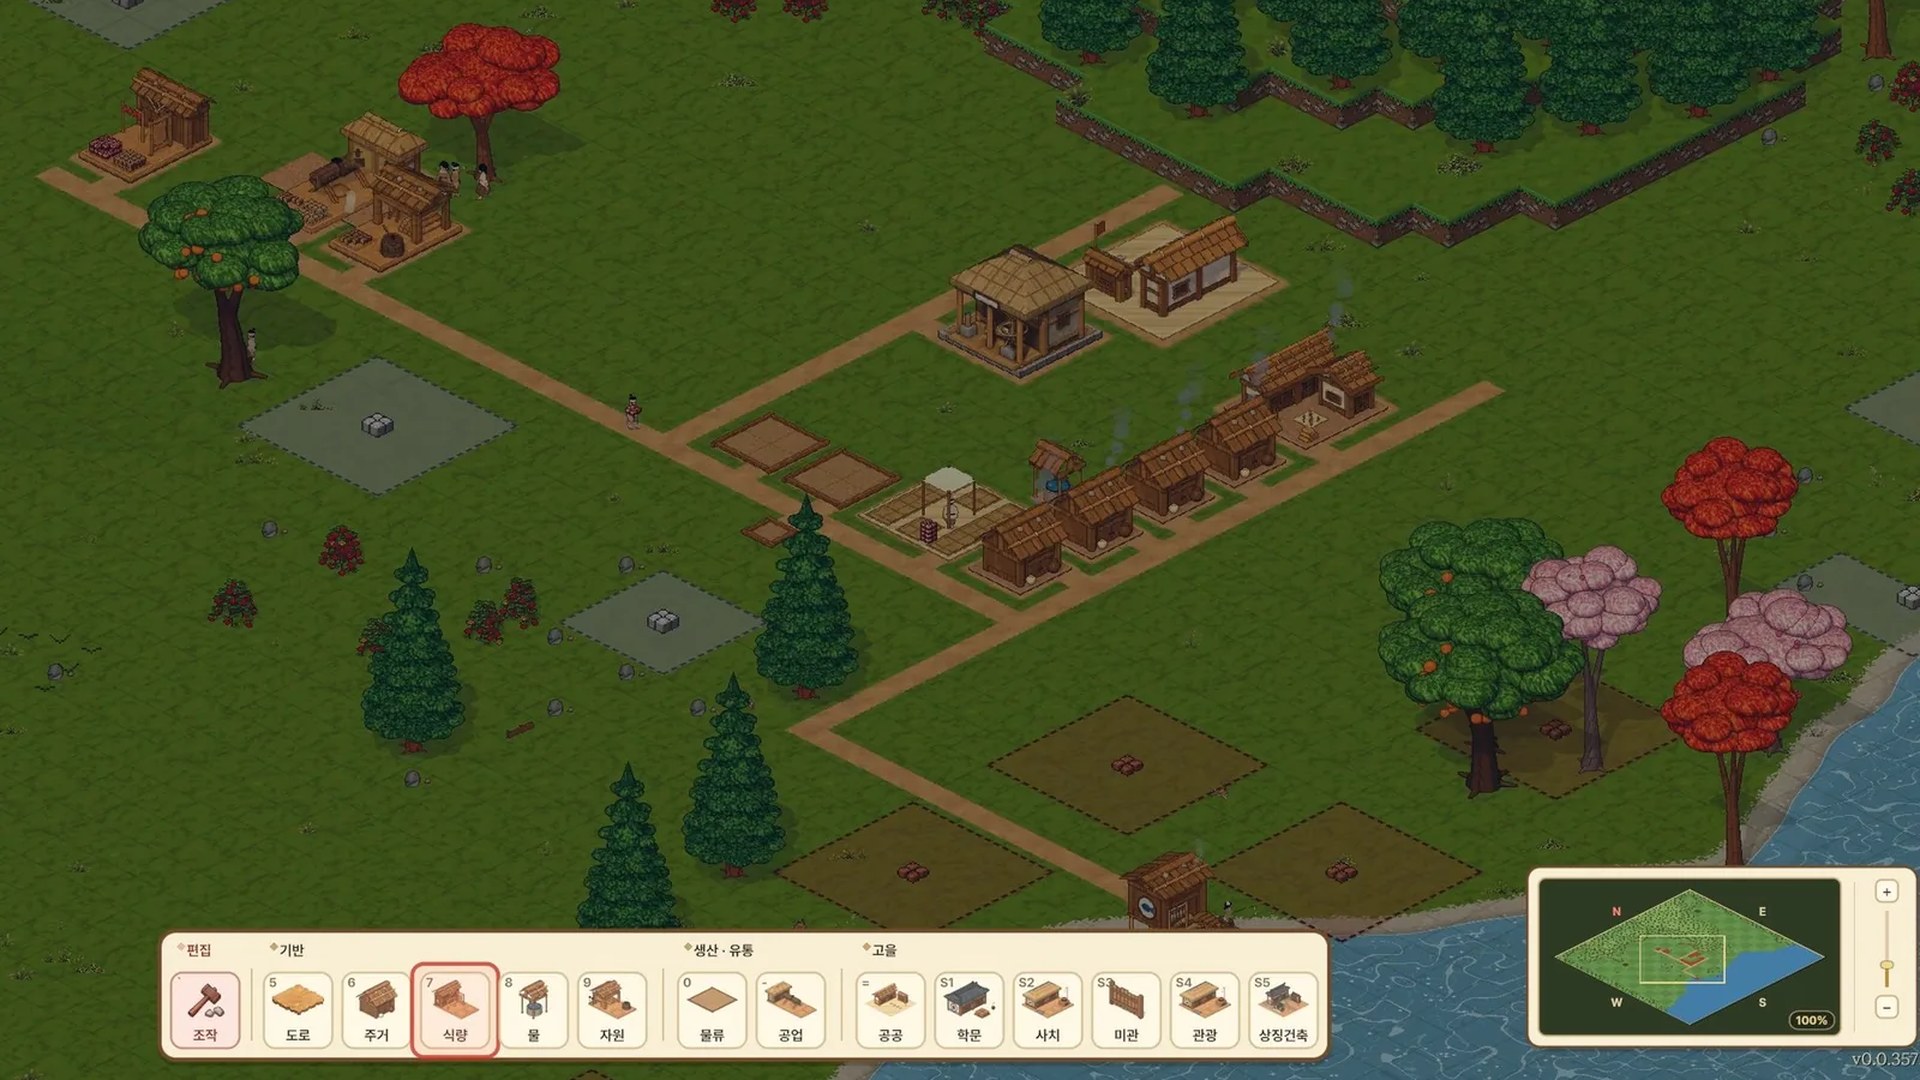 편집
기반
생산 · 유통
고을
조작
5 도로
6 주거
7 식량
8 물
9 자원
0 물류
- 공업
= 공공
S1 학문
S2 사치
S3 미관
S4 관광
S5 상징건축
N E
W S
100%
+
−
v0.0.357